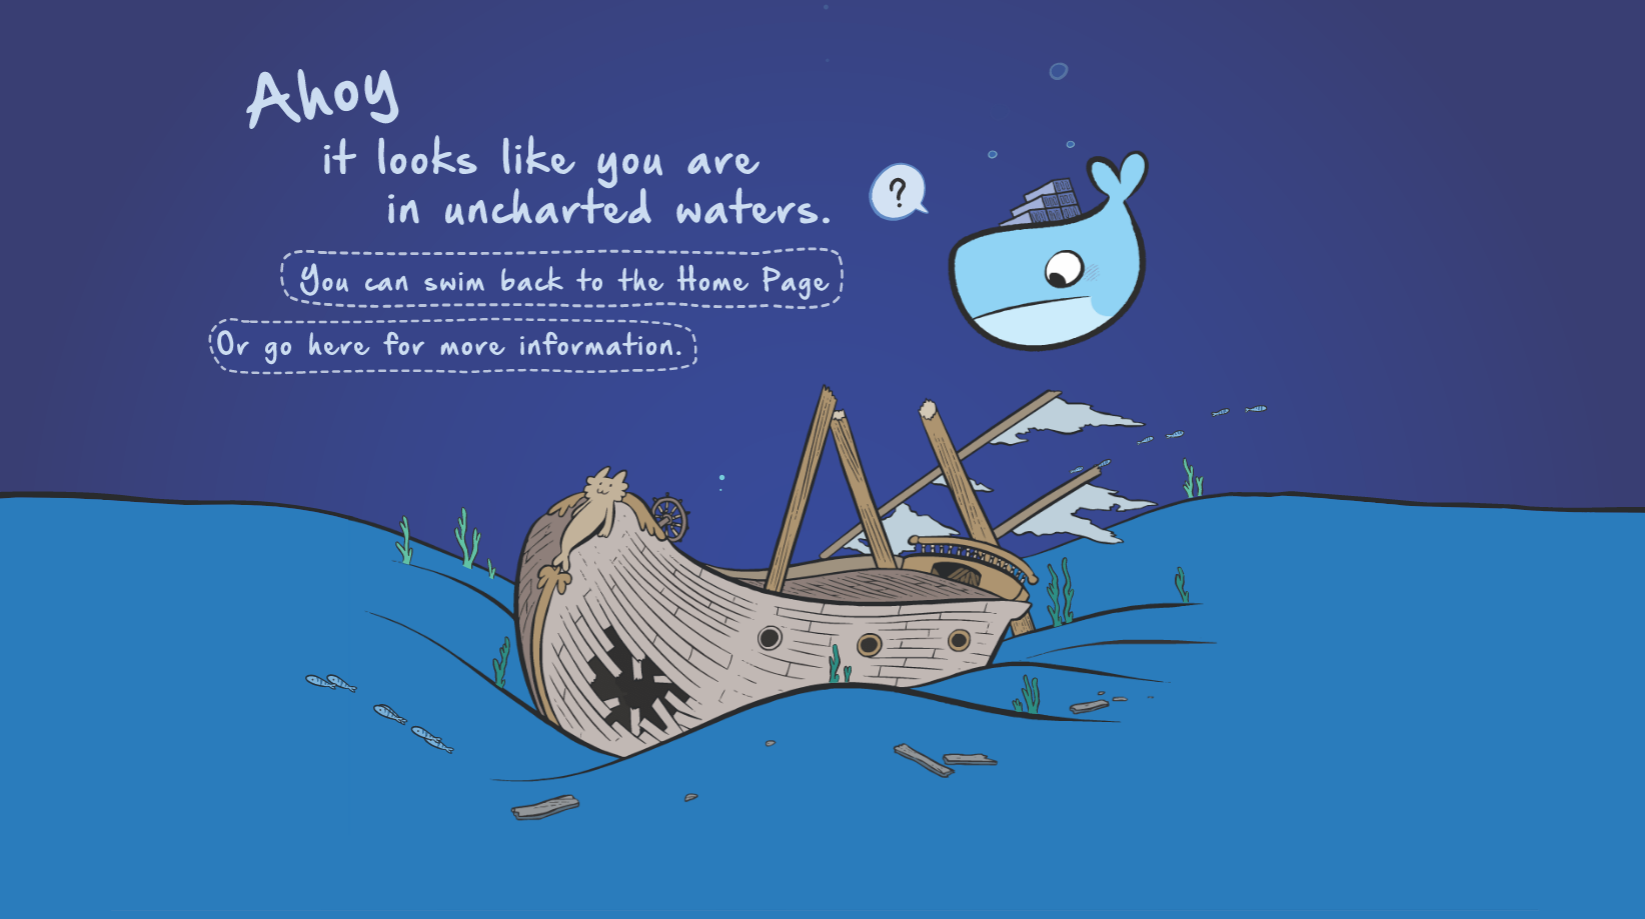 Ahoy
it looks like you are
in uncharted waters.
?
You can swim back to the Home Page
Or go here for more information.